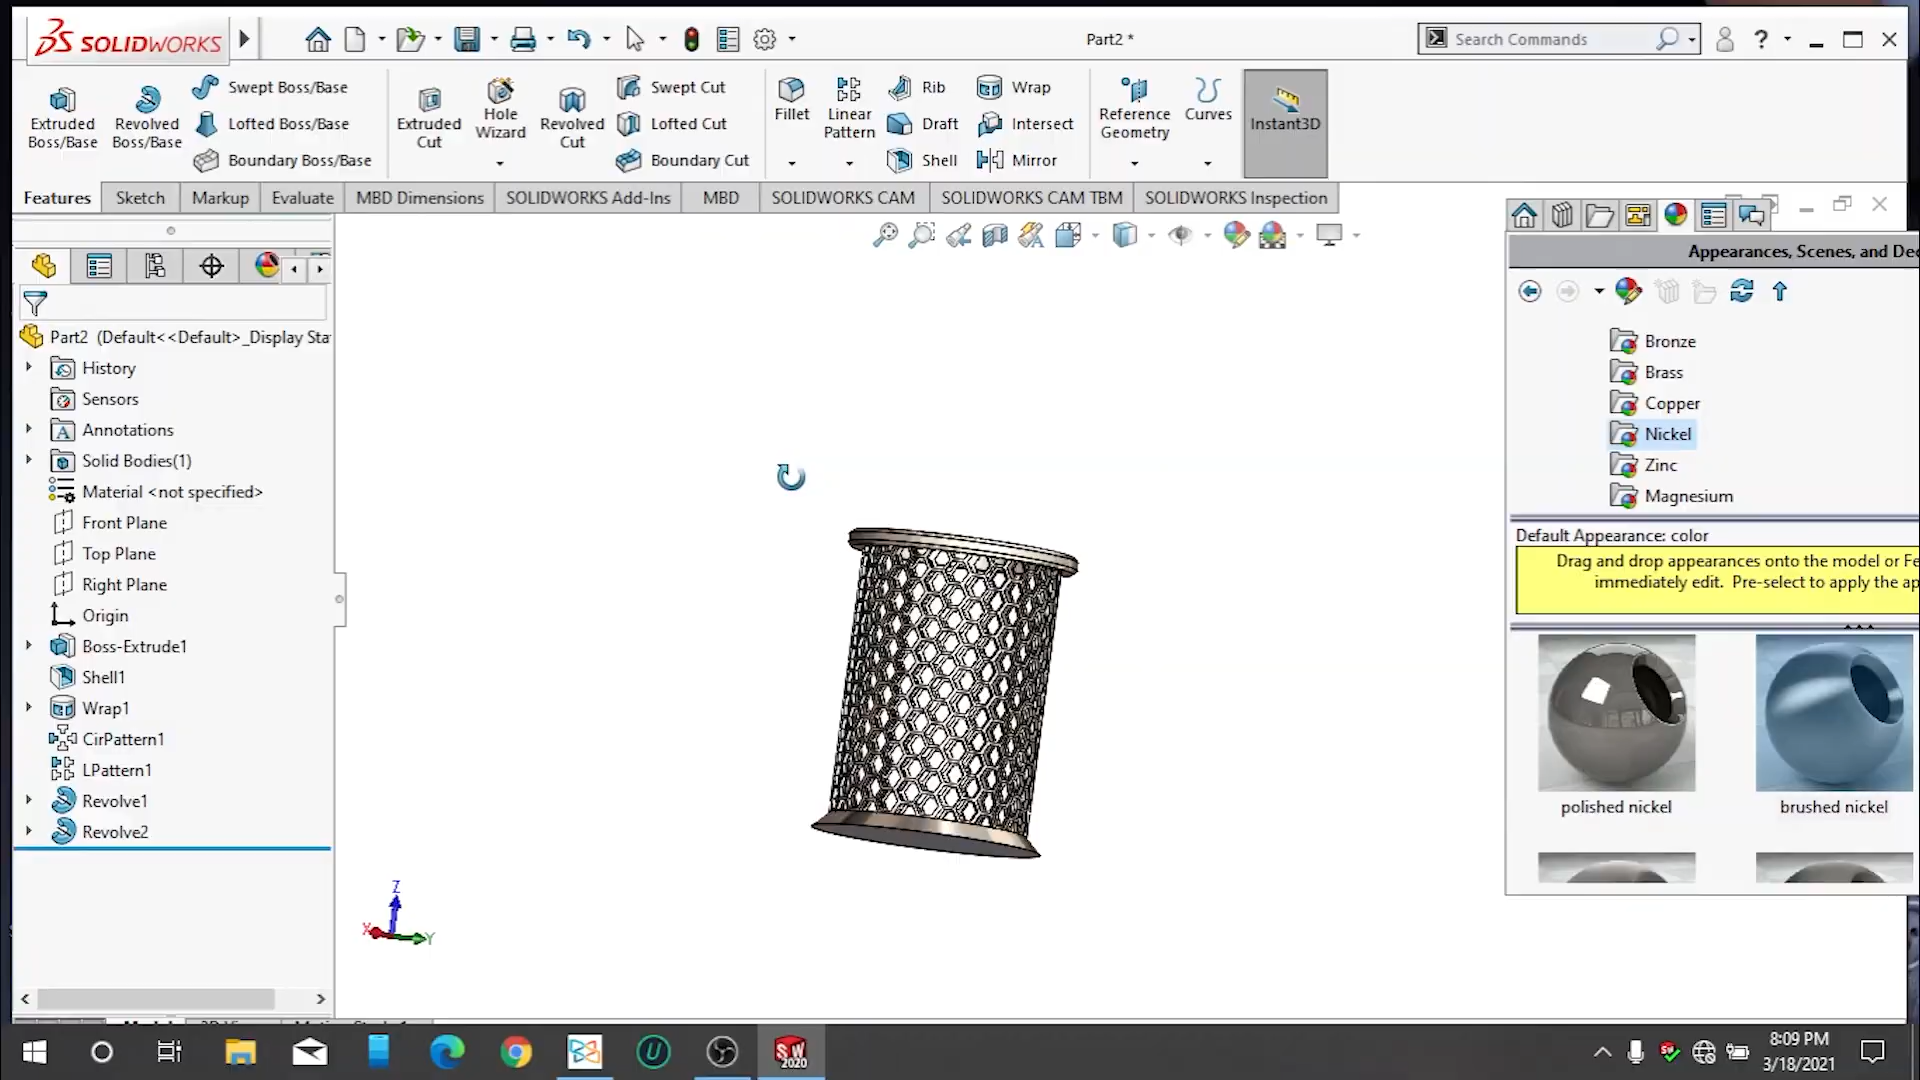 SOLIDWORKS
Part2 *
Search Commands
?
Extruded Boss/Base
Revolved Boss/Base
Swept Boss/Base
Lofted Boss/Base
Boundary Boss/Base
Extruded Cut
Hole Wizard
Revolved Cut
Swept Cut
Lofted Cut
Boundary Cut
Fillet
Linear Pattern
Rib
Draft
Shell
Wrap
Intersect
Mirror
Reference Geometry
Curves
Instant3D
Features
Sketch
Markup
Evaluate
MBD Dimensions
SOLIDWORKS Add-Ins
MBD
SOLIDWORKS CAM
SOLIDWORKS CAM TBM
SOLIDWORKS Inspection
Part2 (Default<<Default>_Display Sta
History
Sensors
Annotations
Solid Bodies(1)
Material <not specified>
Front Plane
Top Plane
Right Plane
Origin
Boss-Extrude1
Shell1
Wrap1
CirPattern1
LPattern1
Revolve1
Revolve2
Z
X
Y
Appearances, Scenes, and Dec
Bronze
Brass
Copper
Nickel
Zinc
Magnesium
Default Appearance: color
Drag and drop appearances onto the model or Fe
immediately edit. Pre-select to apply the ap
polished nickel
brushed nickel
SW 2020
8:09 PM
3/18/2021